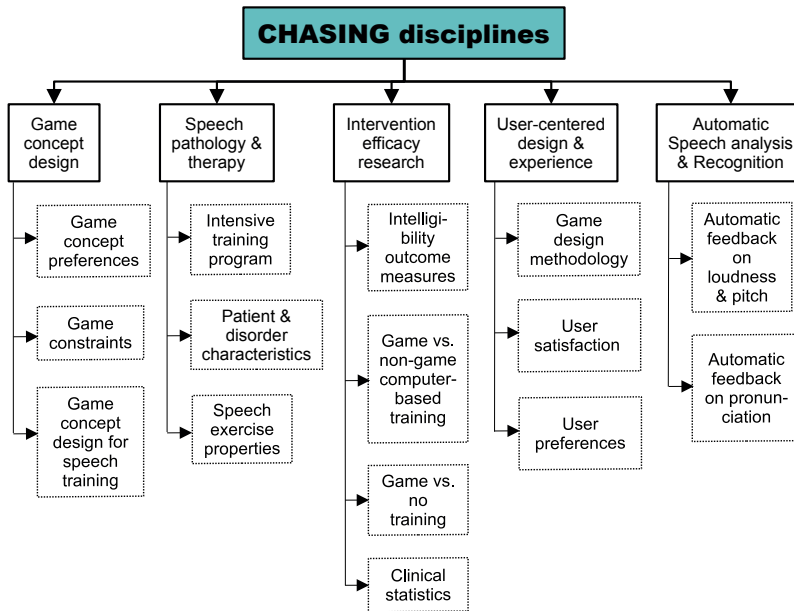 CHASING disciplines
Game
concept
design
Speech
pathology &
therapy
Intervention
efficacy
research
User-centered
design &
experience
Automatic
Speech analysis
& Recognition
Game
concept
preferences
Game
constraints
Game
concept
design for
speech
training
Intensive
training
program
Patient &
disorder
characteristics
Speech
exercise
properties
Intelligi-
bility
outcome
measures
Game vs.
non-game
computer-
based
training
Game vs.
no
training
Clinical
statistics
Game
design
methodology
User
satisfaction
User
preferences
Automatic
feedback
on
loudness
& pitch
Automatic
feedback
on pronun-
ciation